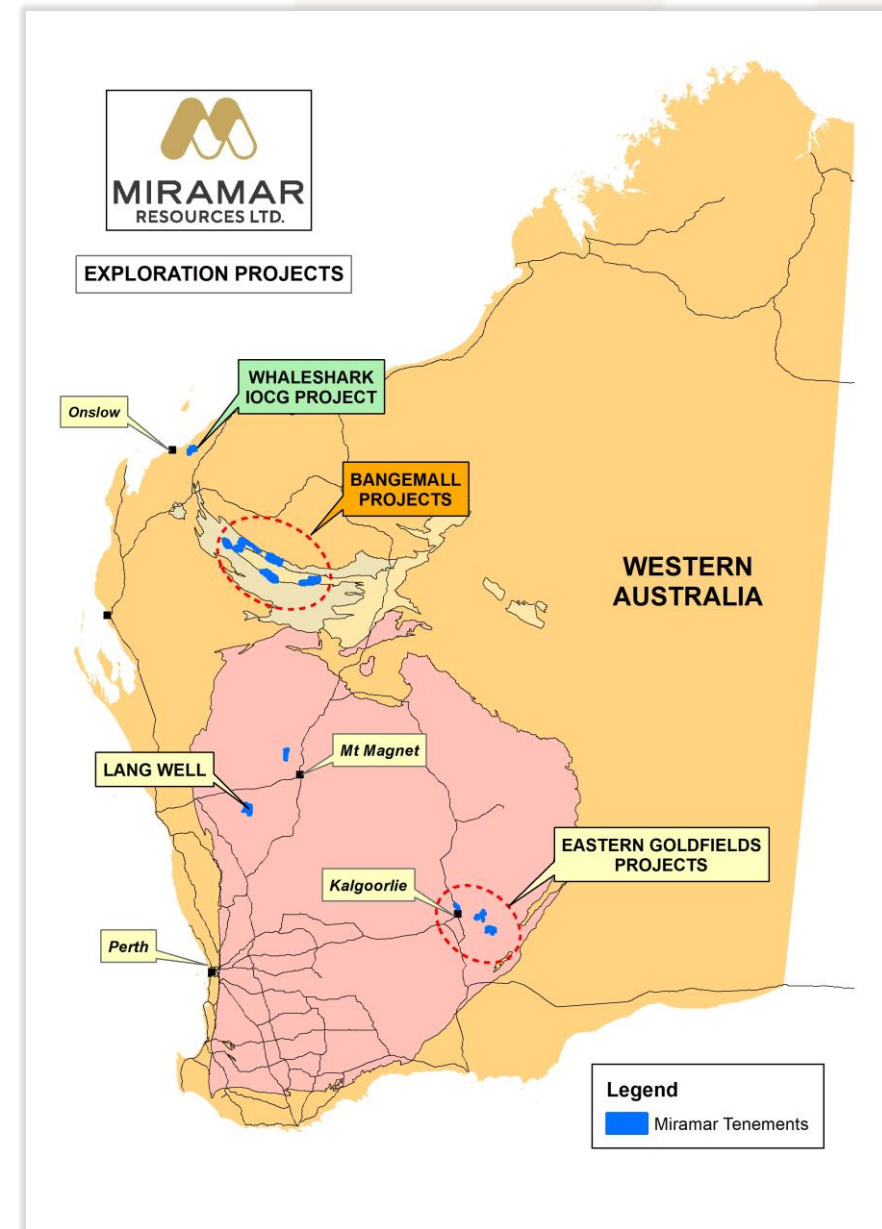 MIRAMAR
RESOURCES LTD.
EXPLORATION PROJECTS
WHALESHARK
IOCG PROJECT
Onslow
BANGEMALL
PROJECTS
WESTERN
AUSTRALIA
Mt Magnet
LANG WELL
EASTERN GOLDFIELDS
PROJECTS
Kalgoorlie
Perth
Legend
Miramar Tenements